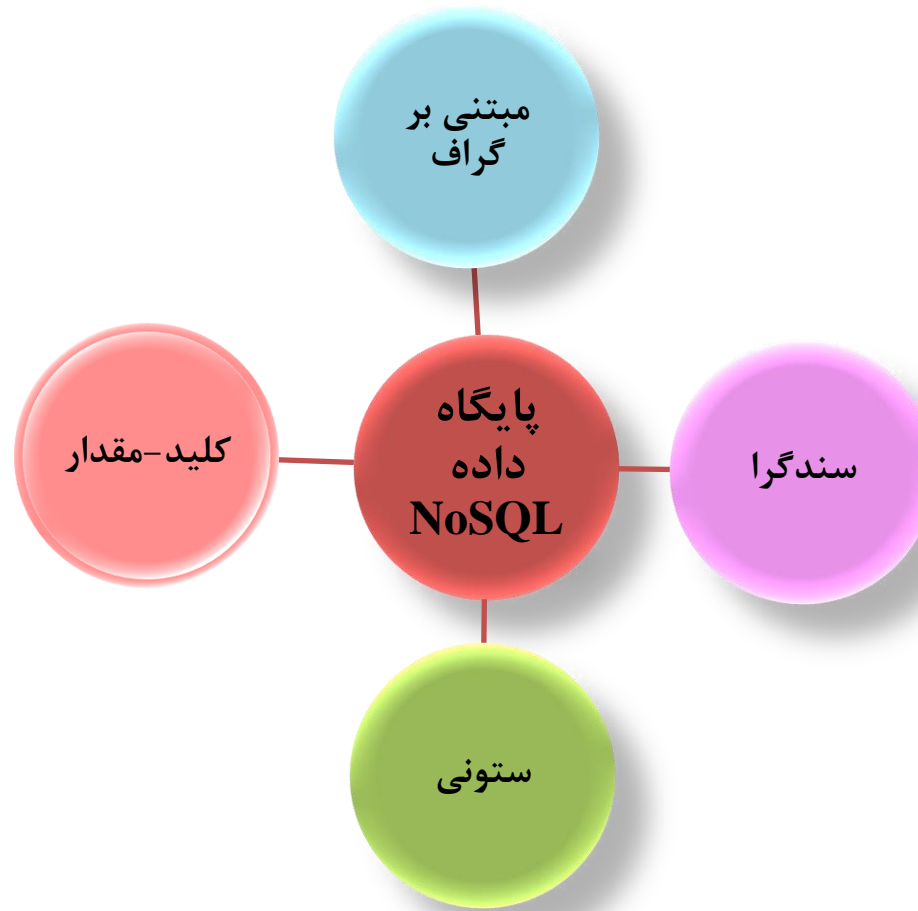 مبتنی بر
گراف
پایگاه
داده
NoSQL
سندگرا
کلید-مقدار
ستونی